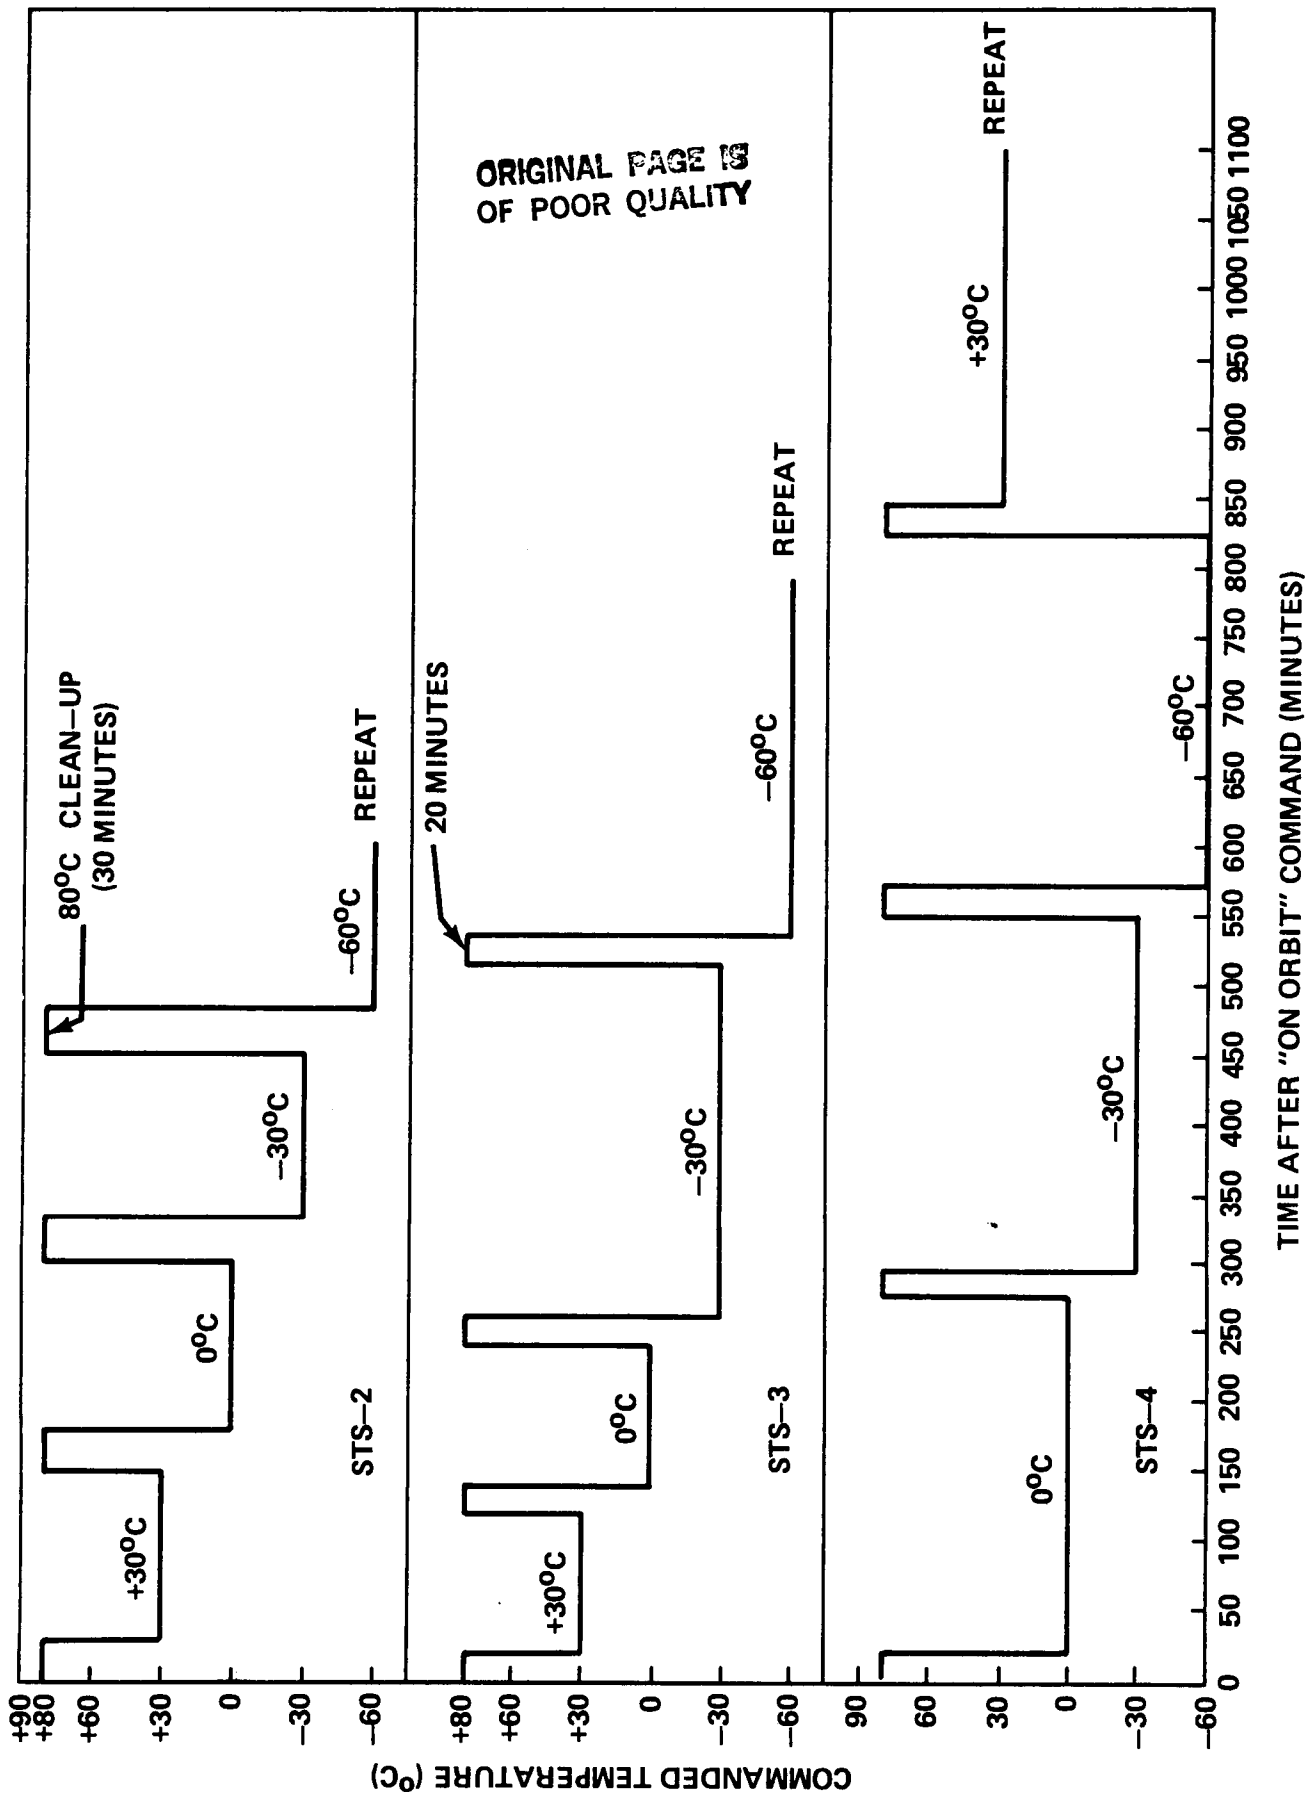 +90
+80
+60
+30
0
−30
−60
80°C CLEAN−UP
(30 MINUTES)
+30°C
0°C
−30°C
−60°C
REPEAT
STS−2
+80
+60
+30
0
−30
−60
20 MINUTES
ORIGINAL PAGE IS
OF POOR QUALITY
+30°C
0°C
−30°C
−60°C
REPEAT
STS−3
90
60
30
0
−30
−60
0°C
−30°C
−60°C
+30°C
REPEAT
STS−4
COMMANDED TEMPERATURE (°C)
0 50 100 150 200 250 300 350 400 450 500 550 600 650 700 750 800 850 900 950 1000 1050 1100
TIME AFTER "ON ORBIT" COMMAND (MINUTES)